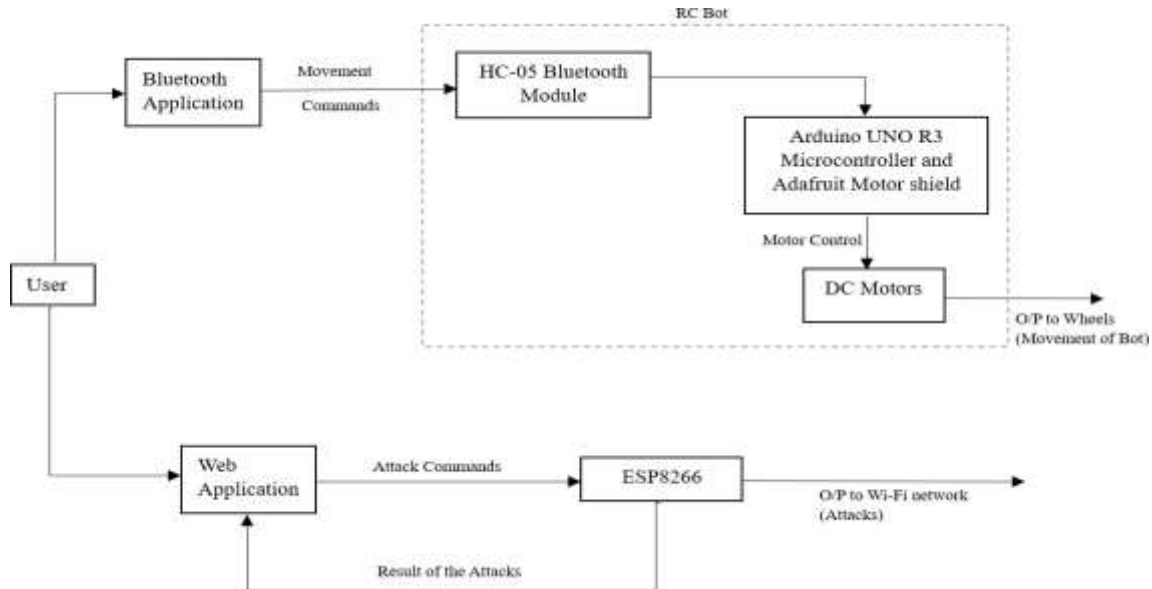 RC Bot
Bluetooth
Application
Movement
Commands
HC-05 Bluetooth
Module
Arduino UNO R3
Microcontroller and
Adafruit Motor shield
Motor Control
User
DC Motors
O/P to Wheels
(Movement of Bot)
Web
Application
Attack Commands
ESP8266
O/P to Wi-Fi network
(Attacks)
Result of the Attacks